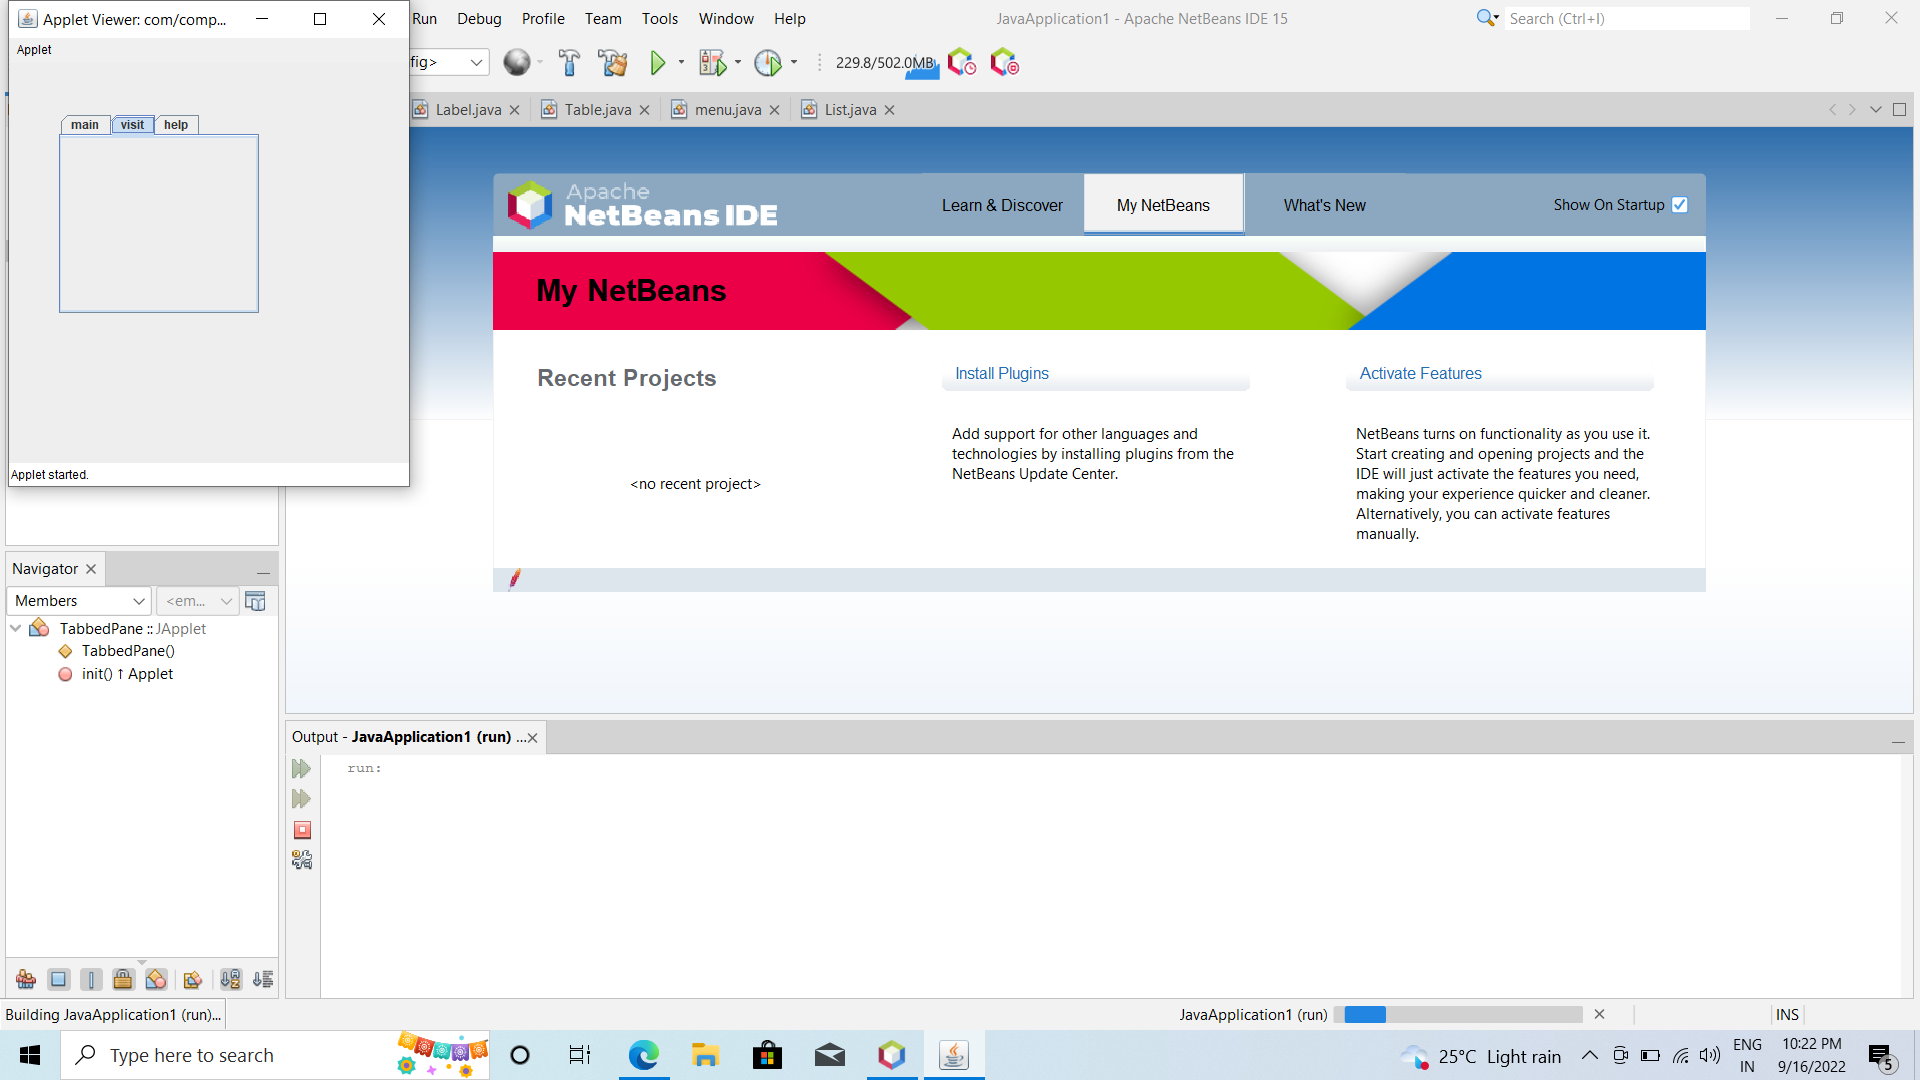 Applet Viewer: com/comp...
Applet
main
visit
help
Applet started.
Run
Debug
Profile
Team
Tools
Window
Help
JavaApplication1 - Apache NetBeans IDE 15
Search (Ctrl+I)
fig>
229.8/502.0MB
Label.java
Table.java
menu.java
List.java
Apache
NetBeans IDE
Learn & Discover
My NetBeans
What's New
Show On Startup
My NetBeans
Recent Projects
<no recent project>
Install Plugins
Add support for other languages and
technologies by installing plugins from the
NetBeans Update Center.
Activate Features
NetBeans turns on functionality as you use it.
Start creating and opening projects and the
IDE will just activate the features you need,
making your experience quicker and cleaner.
Alternatively, you can activate features
manually.
Navigator
Members
<em...
TabbedPane :: JApplet
TabbedPane()
init() ↑ Applet
Output - JavaApplication1 (run) ...
run:
Building JavaApplication1 (run)...
JavaApplication1 (run)
INS
Type here to search
25°C Light rain
ENG
IN
10:22 PM
9/16/2022
5